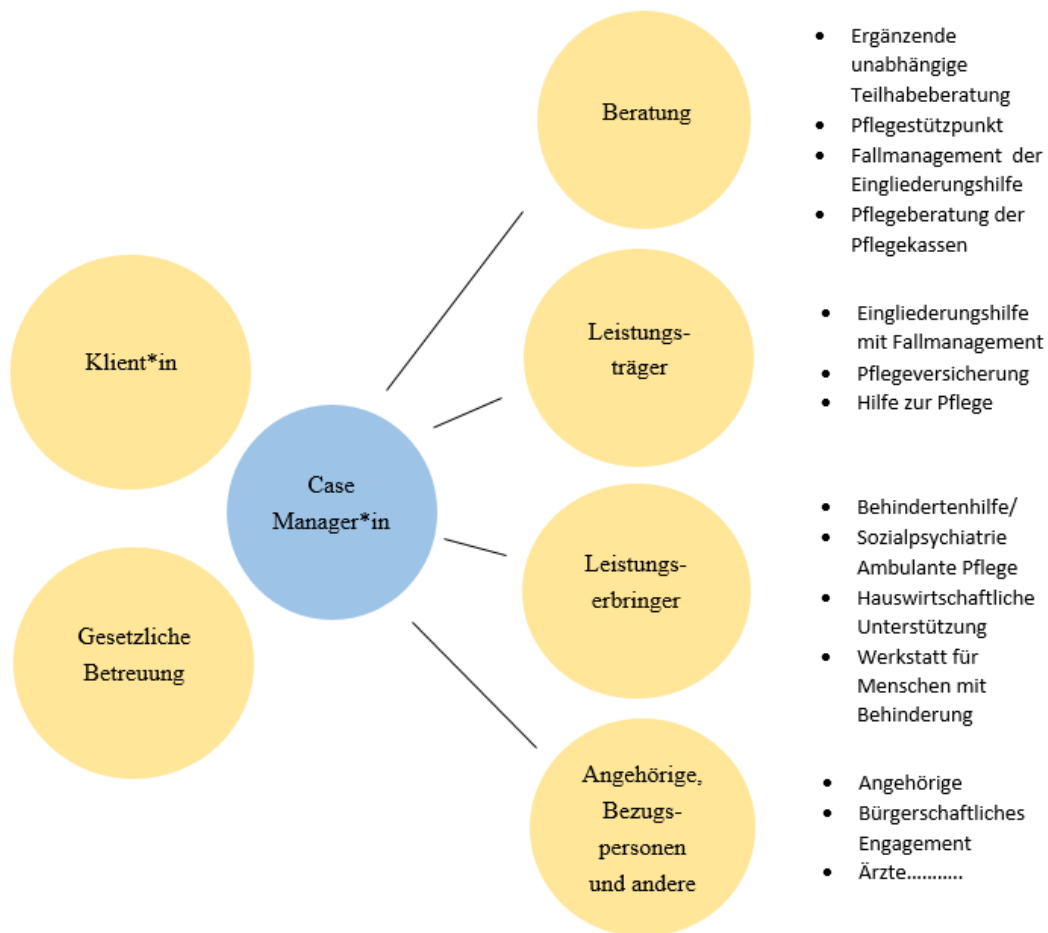 Klient*in
Gesetzliche
Betreuung
Case
Manager*in
Beratung
• Ergänzende
unabhängige
Teilhabeberatung
• Pflegestützpunkt
• Fallmanagement der
Eingliederungshilfe
• Pflegeberatung der
Pflegekassen
Leistungs-
träger
• Eingliederungshilfe
mit Fallmanagement
• Pflegeversicherung
• Hilfe zur Pflege
Leistungs-
erbringer
• Behindertenhilfe/
• Sozialpsychiatrie
Ambulante Pflege
• Hauswirtschaftliche
Unterstützung
• Werkstatt für
Menschen mit
Behinderung
Angehörige,
Bezugs-
personen
und andere
• Angehörige
• Bürgerschaftliches
Engagement
• Ärzte...........